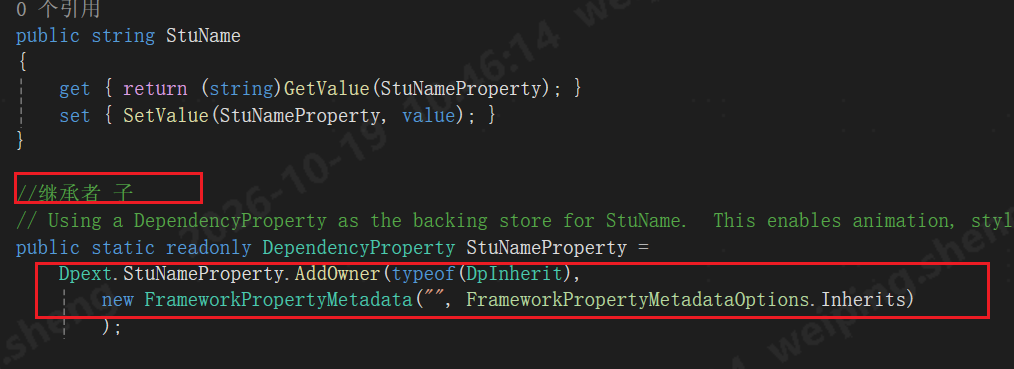 0 个引用
public string StuName
{
get { return (string)GetValue(StuNameProperty); }
set { SetValue(StuNameProperty, value); }
}
//继承者 子
// Using a DependencyProperty as the backing store for StuName.  This enables animation, styl
public static readonly DependencyProperty StuNameProperty =
Dpext.StuNameProperty.AddOwner(typeof(DpInherit),
new FrameworkPropertyMetadata("", FrameworkPropertyMetadataOptions.Inherits)
);